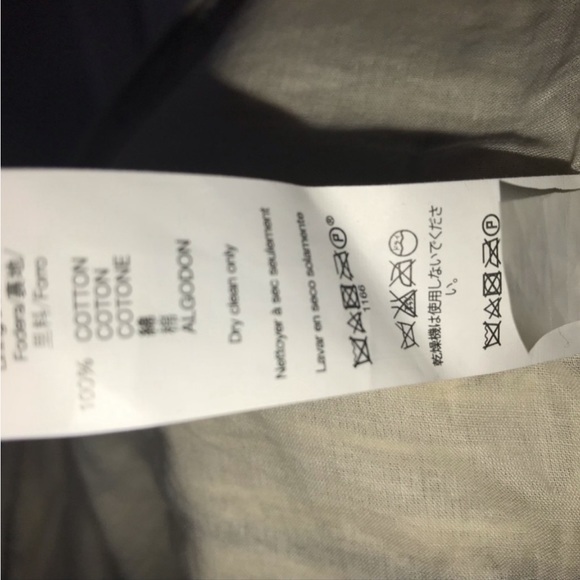 Fodera/裏地/
里料/Forro
100% COTTON
COTON
COTONE
綿
棉
ALGODON
Dry clean only
Nettoyer à sec seulement
Lavar en seco solamente
P ®
1160
乾燥機は使用しないでくださ
い。
P